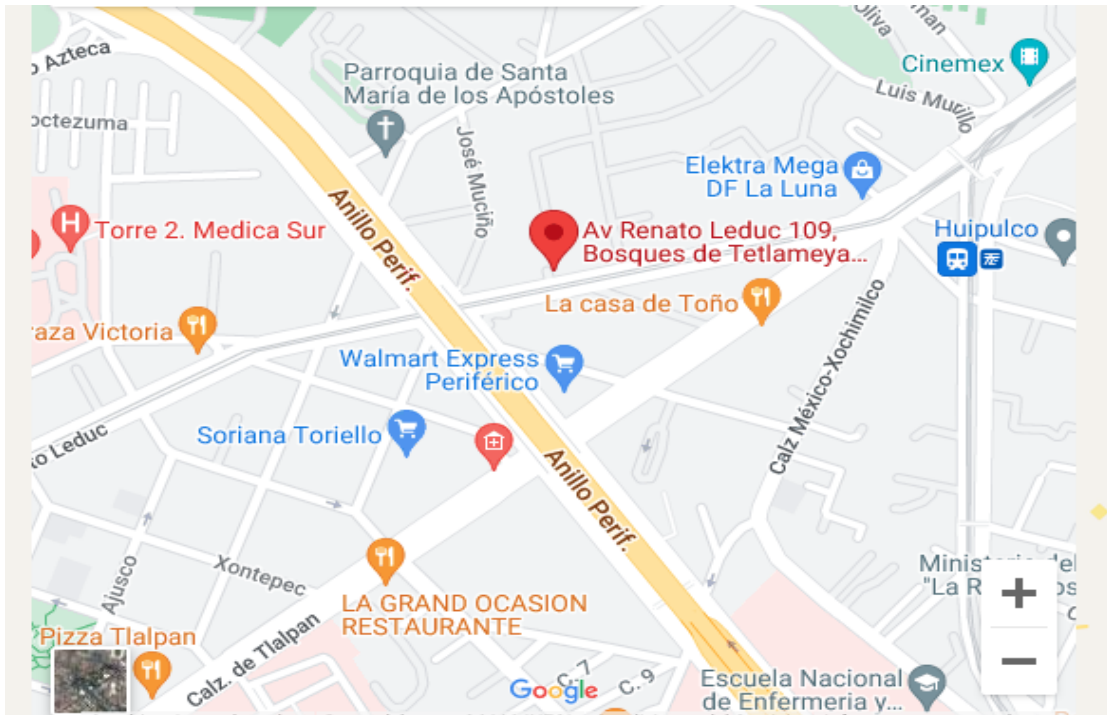 Azteca
Oliva
Cinemex
Luis Murillo
Parroquia de Santa
María de los Apóstoles
José Muciño
Elektra Mega
DF La Luna
Anillo Perif.
Torre 2. Medica Sur
H
Av Renato Leduc 109,
Bosques de Tetlameya...
Huipulco
La casa de Toño
Victoria
Walmart Express
Periférico
Calz México-Xochimilco
Soriana Toriello
Leduc
Anillo Perif.
Xontepec
Ajusco
LA GRAND OCASION
RESTAURANTE
"La
+
Pizza Tlalpan
Calz. de Tlalpan
C. 7
C. 9
Google
Escuela Nacional
de Enfermeria y...
−